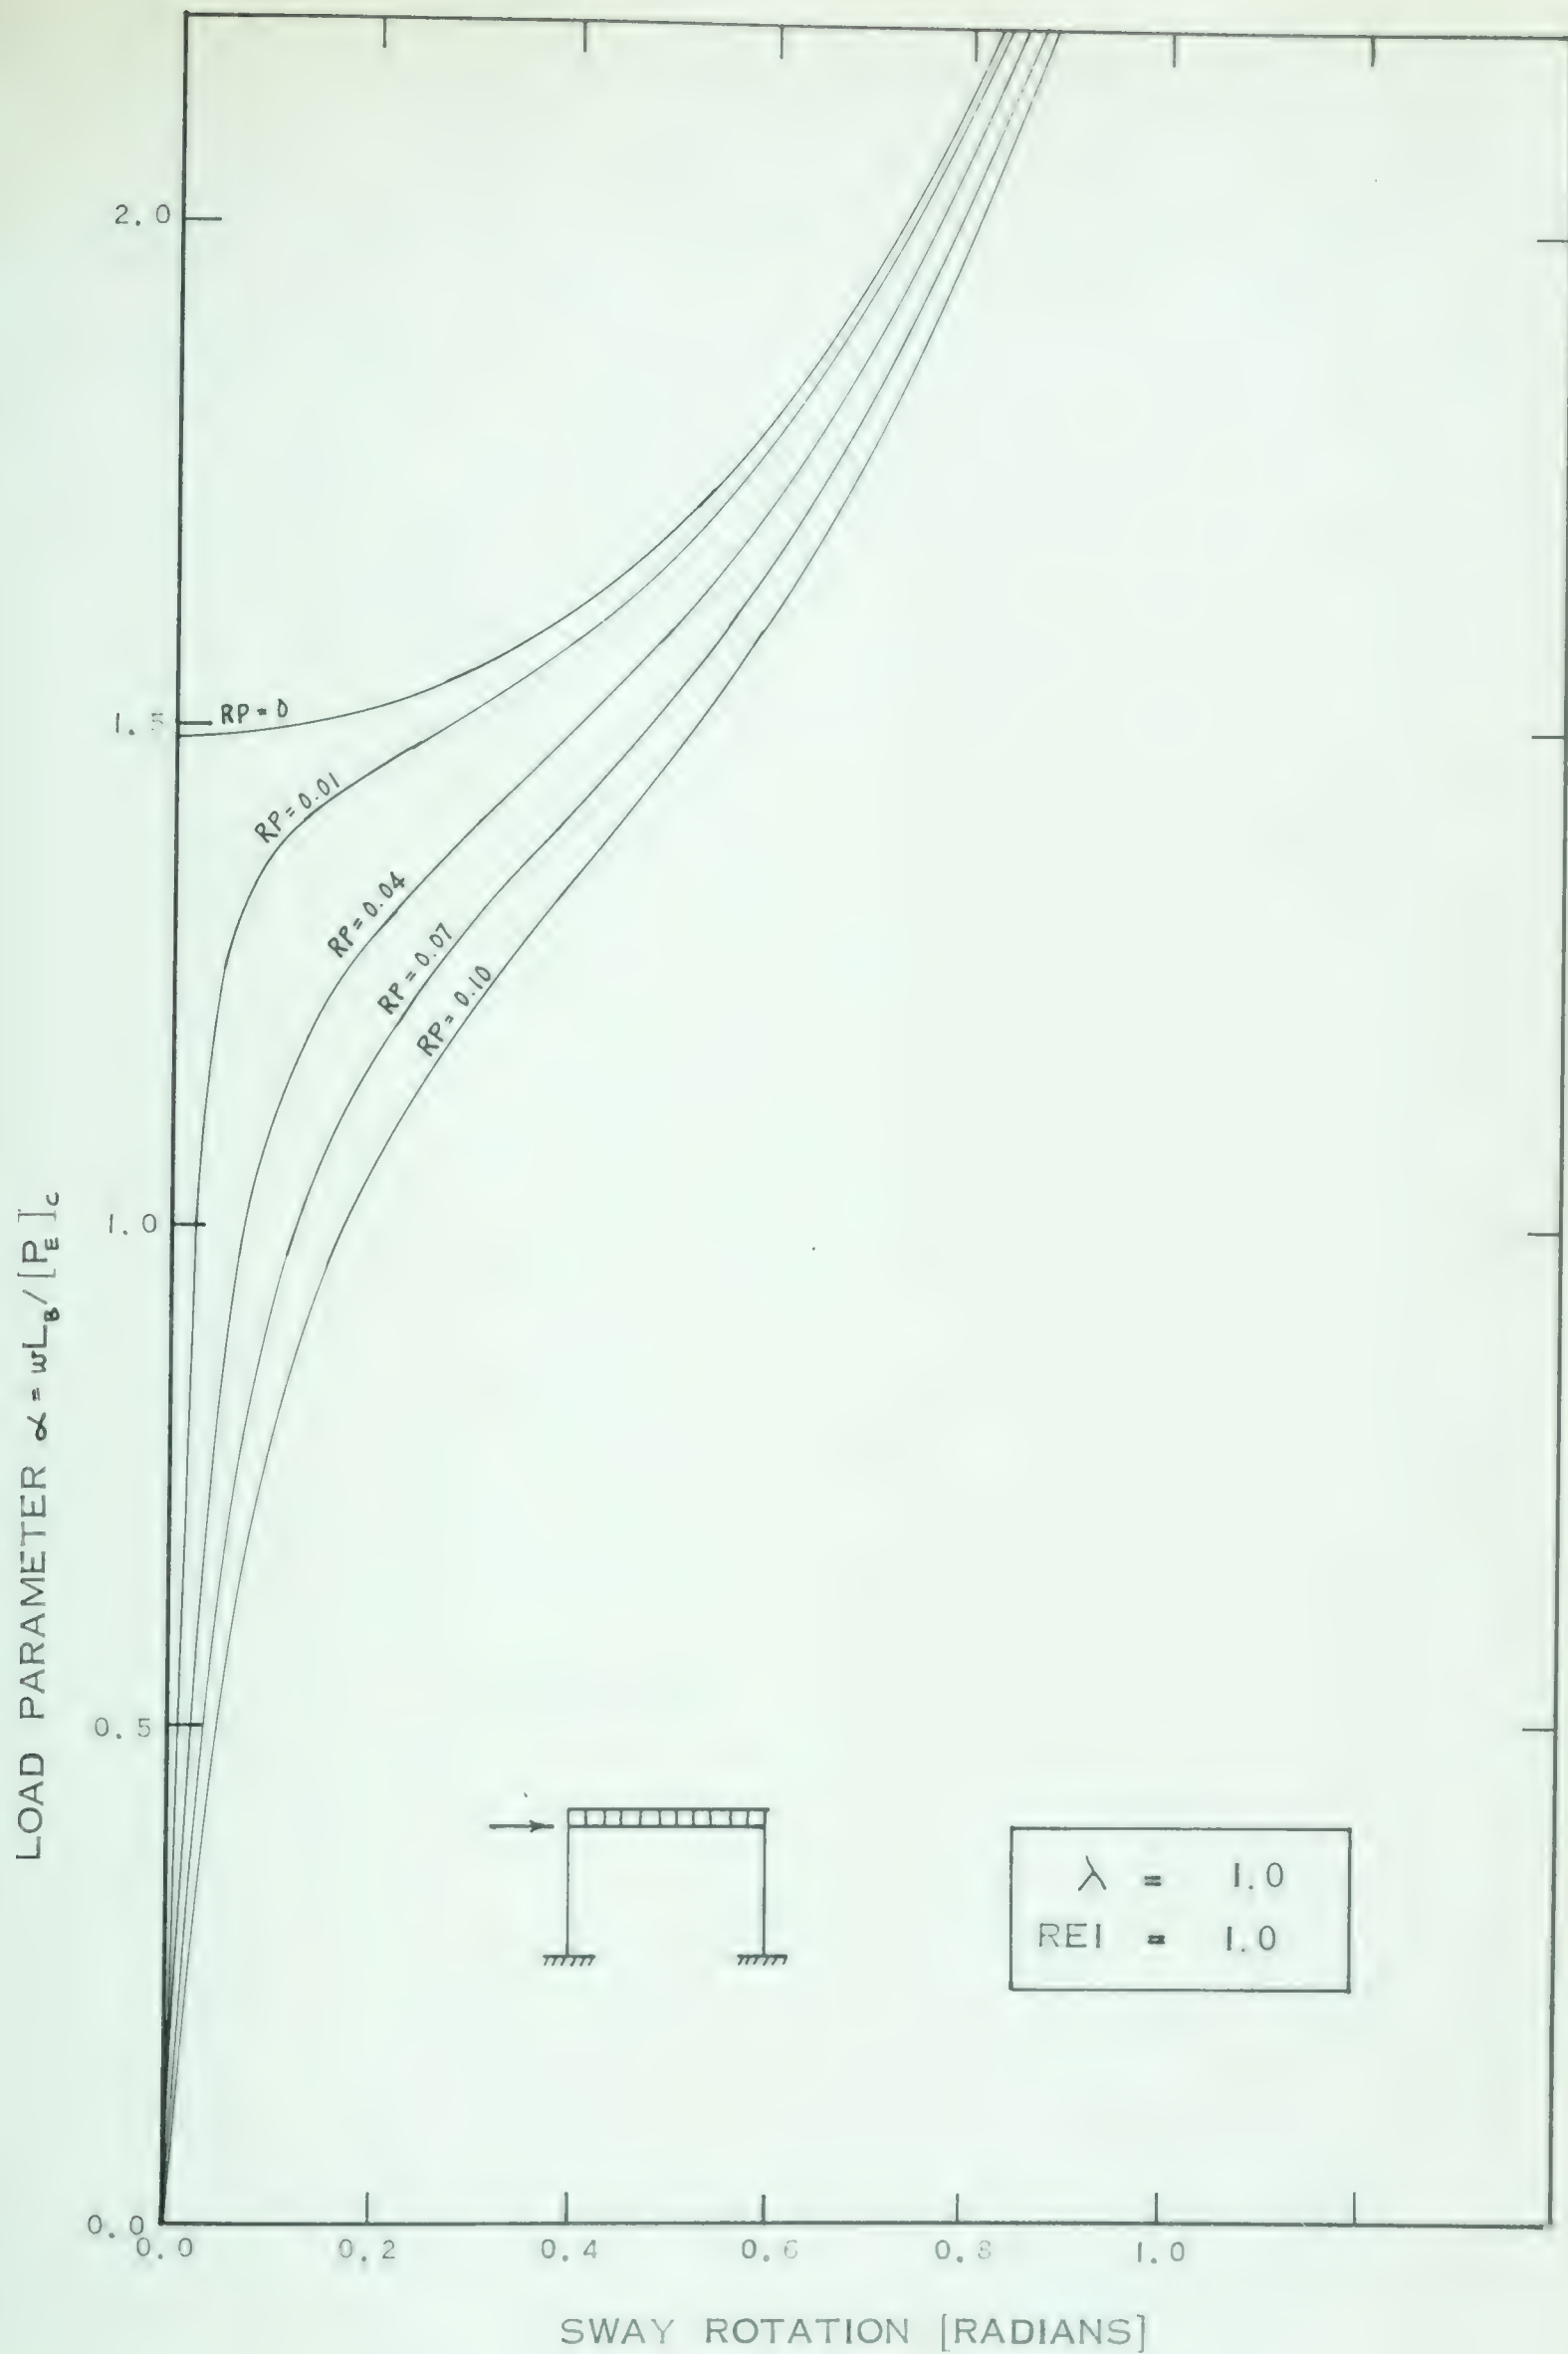 2.0
1.5
1.0
0.5
0.0
LOAD PARAMETER α = wL_B/[P_E]_C
RP = 0
RP = 0.01
RP = 0.04
RP = 0.07
RP = 0.10
λ = 1.0
REI = 1.0
0.0 0.2 0.4 0.6 0.8 1.0
SWAY ROTATION [RADIANS]